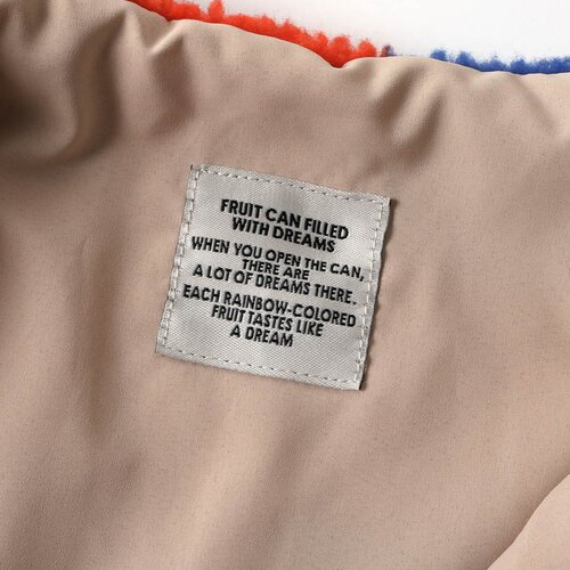 FRUIT CAN FILLED
WITH DREAMS
WHEN YOU OPEN THE CAN,
THERE ARE
A LOT OF DREAMS THERE.
EACH RAINBOW-COLORED
FRUIT TASTES LIKE
A DREAM